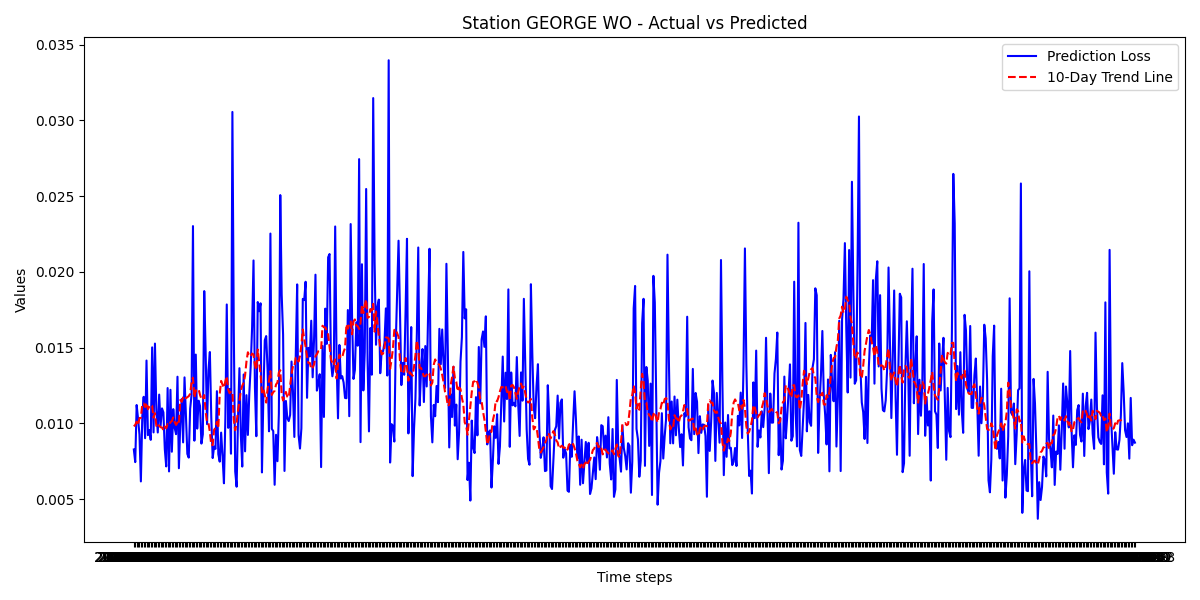 Station GEORGE WO - Actual vs Predicted
Prediction Loss
10-Day Trend Line
0.035
0.030
0.025
0.020
0.015
0.010
0.005
Values
Time steps